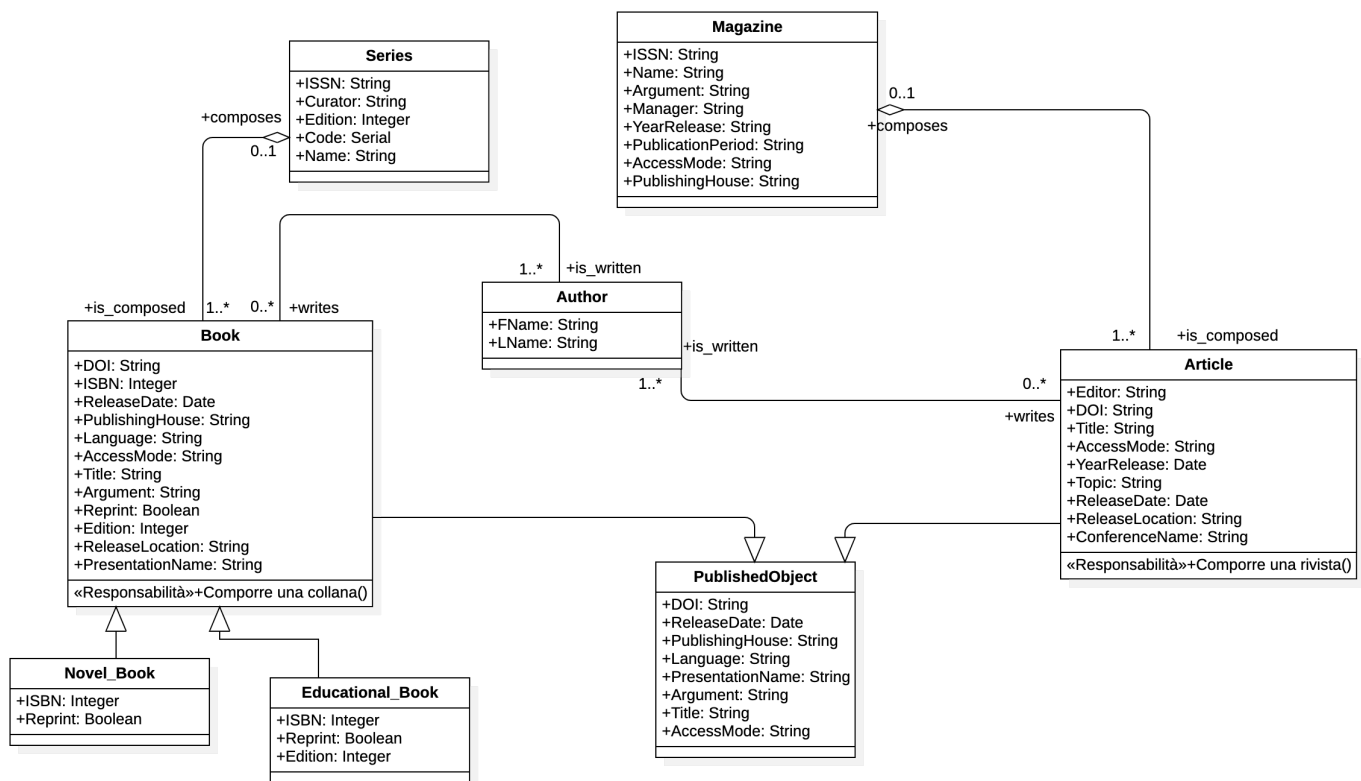 Series
+ISSN: String
+Curator: String
+Edition: Integer
+Code: Serial
+Name: String
+composes
0..1
Magazine
+ISSN: String
+Name: String
+Argument: String
+Manager: String
+YearRelease: String
+PublicationPeriod: String
+AccessMode: String
+PublishingHouse: String
0..1
+composes
1..*
+is_written
+is_composed
1..*
0..*
+writes
Author
+FName: String
+LName: String
+is_written
1..*
0..*
+writes
1..*
+is_composed
Book
+DOI: String
+ISBN: Integer
+ReleaseDate: Date
+PublishingHouse: String
+Language: String
+AccessMode: String
+Title: String
+Argument: String
+Reprint: Boolean
+Edition: Integer
+ReleaseLocation: String
+PresentationName: String
«Responsabilità»+Comporre una collana()
Article
+Editor: String
+DOI: String
+Title: String
+AccessMode: String
+YearRelease: Date
+Topic: String
+ReleaseDate: Date
+ReleaseLocation: String
+ConferenceName: String
«Responsabilità»+Comporre una rivista()
PublishedObject
+DOI: String
+ReleaseDate: Date
+PublishingHouse: String
+Language: String
+PresentationName: String
+Argument: String
+Title: String
+AccessMode: String
Novel_Book
+ISBN: Integer
+Reprint: Boolean
Educational_Book
+ISBN: Integer
+Reprint: Boolean
+Edition: Integer